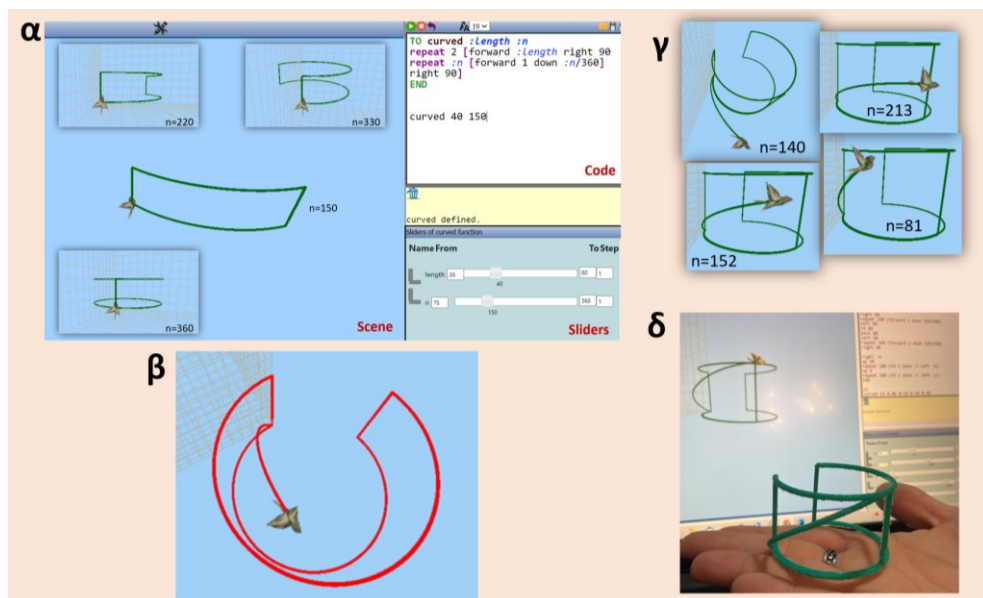 α
n=220
n=330
n=150
n=360
Scene
19
TO curved :length :n
repeat 2 [forward :length right 90
repeat :n [forward 1 down :n/360]
right 90]
END
curved 40 150
Code
curved defined.
Sliders of curved function
Name From To Step
length 20 80 1
40
n 75 360 1
150
Sliders
β
γ
n=140
n=213
n=152
n=81
δ